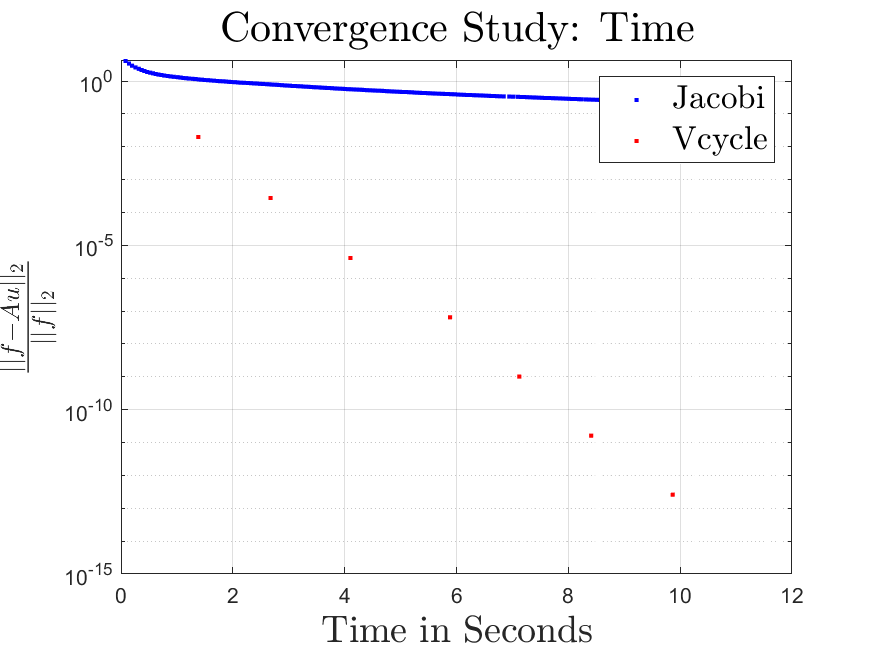 Convergence Study: Time
Jacobi
Vcycle
10^0
10^-5
10^-10
10^-15
||f-Au||_2
||f||_2
0 2 4 6 8 10 12
Time in Seconds